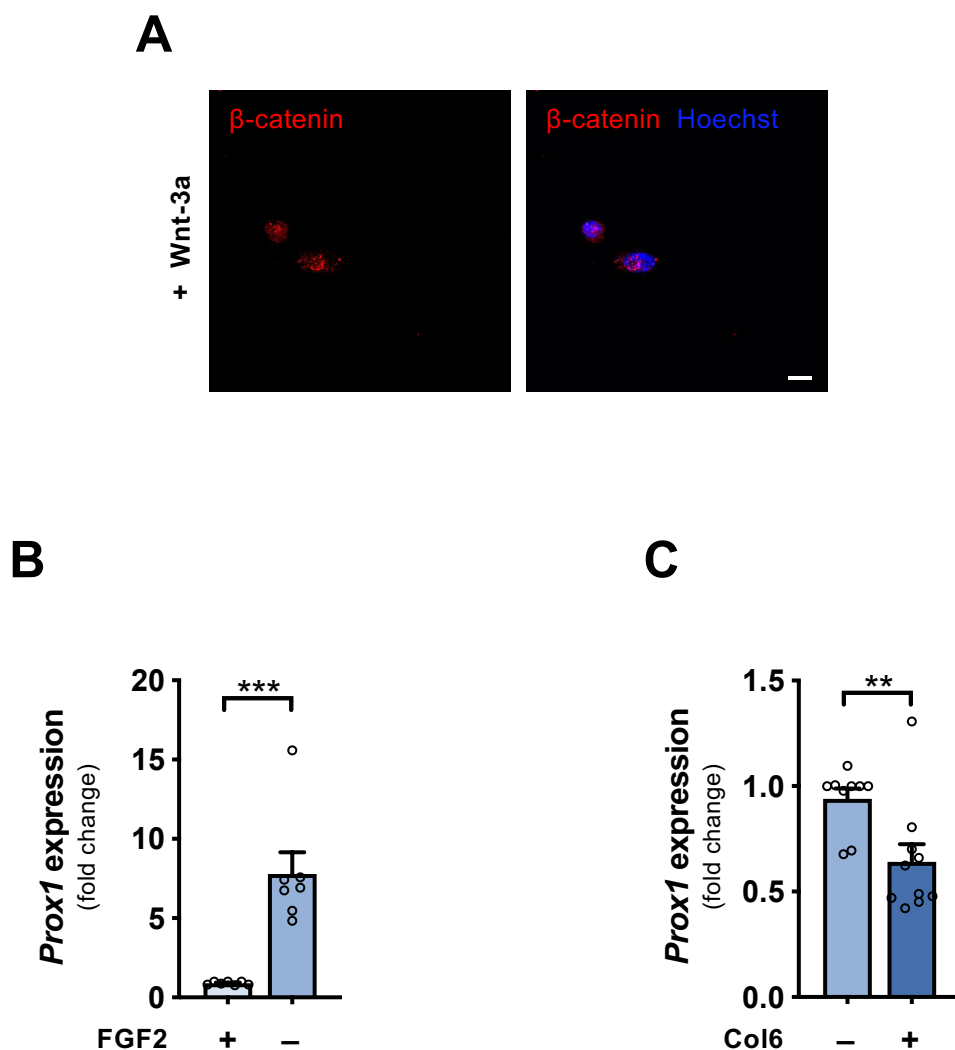 A
β-catenin
β-catenin Hoechst
+ Wnt-3a
B
C
Prox1 expression
(fold change)
20
15
10
5
0
***
FGF2 + –
Prox1 expression
(fold change)
1.5
1.0
0.5
0.0
**
Col6 – +